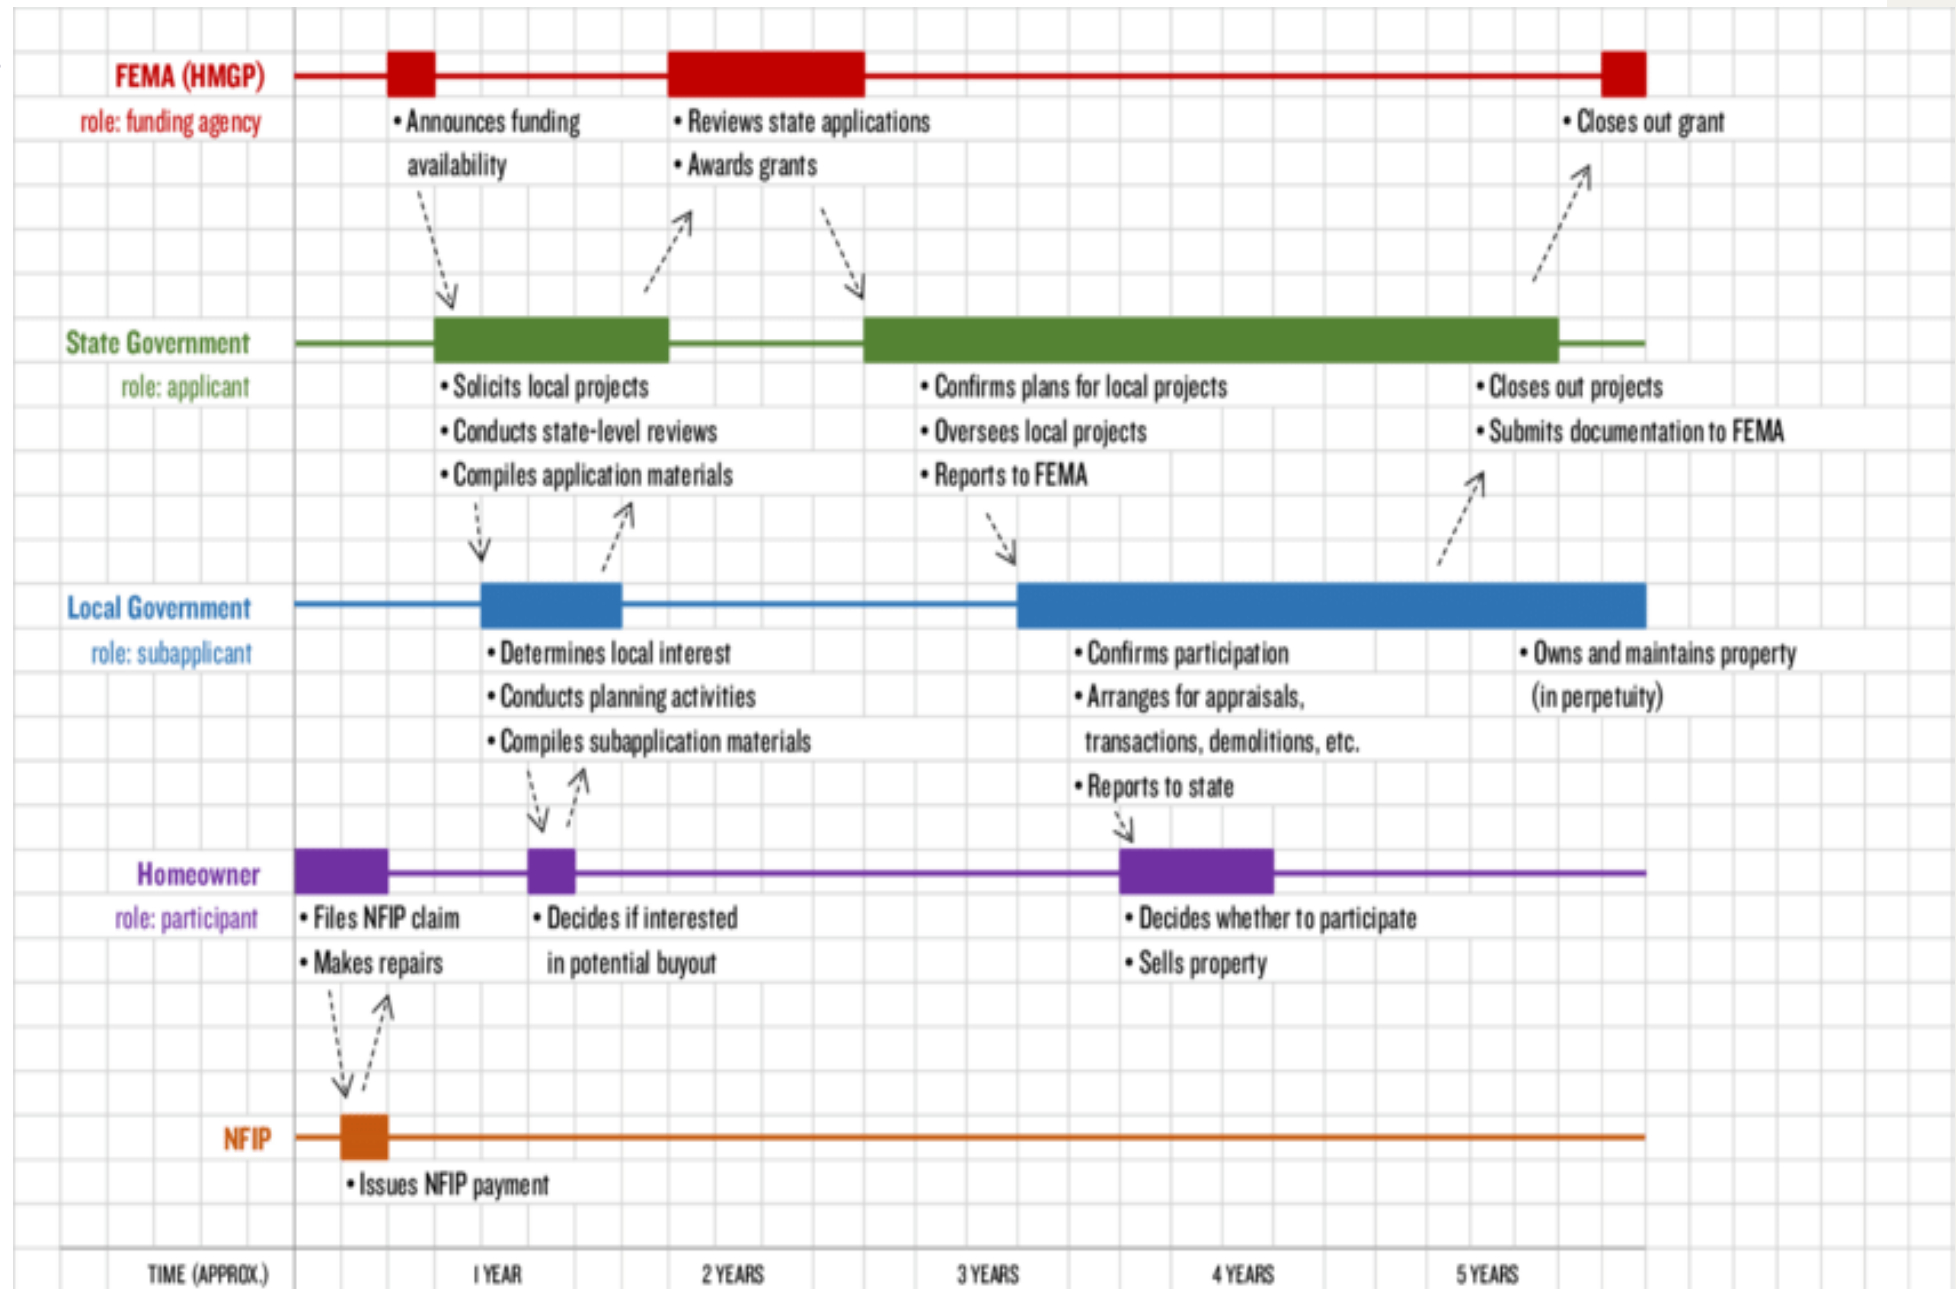 FEMA (HMGP)
role: funding agency
• Announces funding
availability
• Reviews state applications
• Awards grants
• Closes out grant
State Government
role: applicant
• Solicits local projects
• Conducts state-level reviews
• Compiles application materials
• Confirms plans for local projects
• Oversees local projects
• Reports to FEMA
• Closes out projects
• Submits documentation to FEMA
Local Government
role: subapplicant
• Determines local interest
• Conducts planning activities
• Compiles subapplication materials
• Confirms participation
• Arranges for appraisals,
transactions, demolitions, etc.
• Reports to state
• Owns and maintains property
(in perpetuity)
Homeowner
role: participant
• Files NFIP claim
• Makes repairs
• Decides if interested
in potential buyout
• Decides whether to participate
• Sells property
NFIP
• Issues NFIP payment
TIME (APPROX.)
1 YEAR
2 YEARS
3 YEARS
4 YEARS
5 YEARS